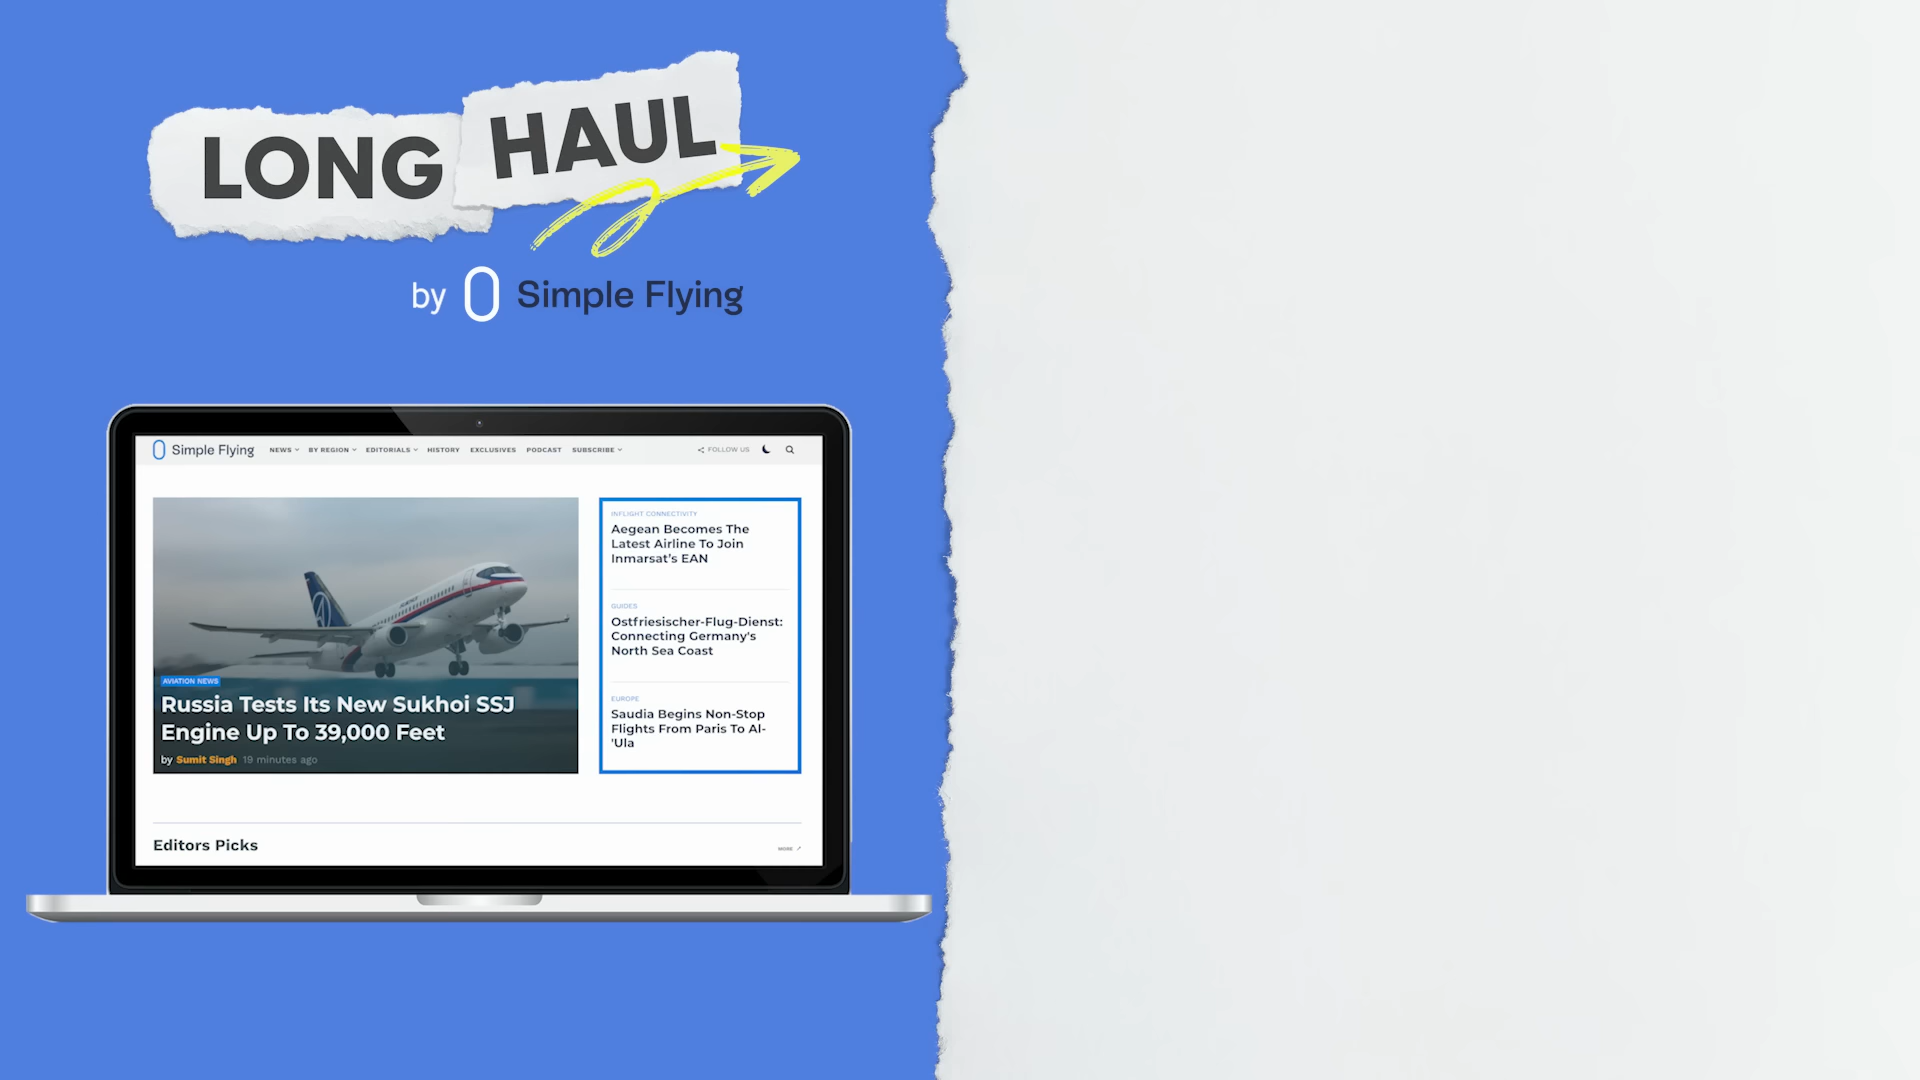 LONG HAUL
by Simple Flying
Simple Flying NEWS BY REGION EDITORIALS HISTORY EXCLUSIVES PODCAST SUBSCRIBE FOLLOW US
AVIATION NEWS
Russia Tests Its New Sukhoi SSJ
Engine Up To 39,000 Feet
by Sumit Singh 19 minutes ago
INFLIGHT CONNECTIVITY
Aegean Becomes The
Latest Airline To Join
Inmarsat's EAN
GUIDES
Ostfriesischer-Flug-Dienst:
Connecting Germany's
North Sea Coast
EUROPE
Saudia Begins Non-Stop
Flights From Paris To Al-
'Ula
Editors Picks
MORE